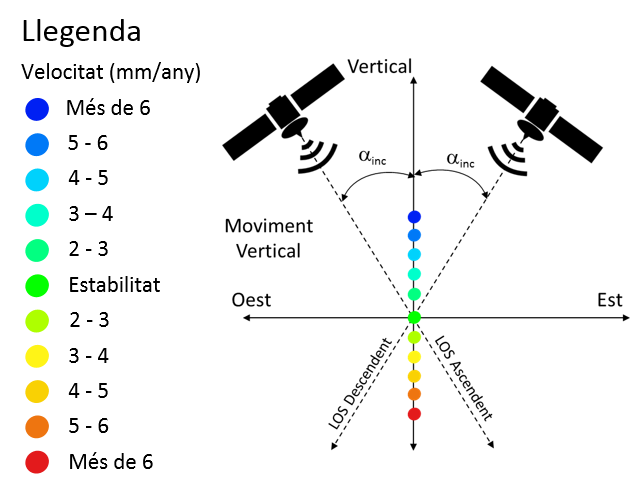 Llegenda
Velocitat (mm/any)
Més de 6
5 - 6
4 - 5
3 – 4
2 - 3
Estabilitat
2 - 3
3 - 4
4 - 5
5 - 6
Més de 6
Vertical
αinc
αinc
Moviment
Vertical
Oest
Est
LOS Descendent
LOS Ascendent